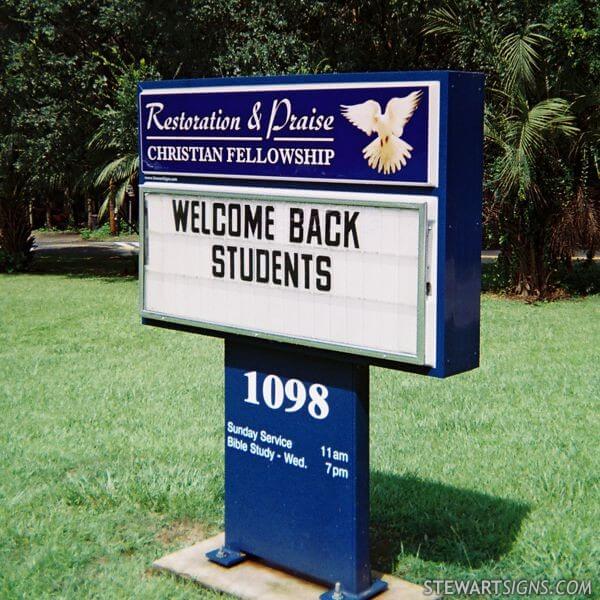 Restoration & Praise
CHRISTIAN FELLOWSHIP
WELCOME BACK
STUDENTS
1098
Sunday Service 11am
Bible Study - Wed. 7pm
STEWARTSIGNS.COM